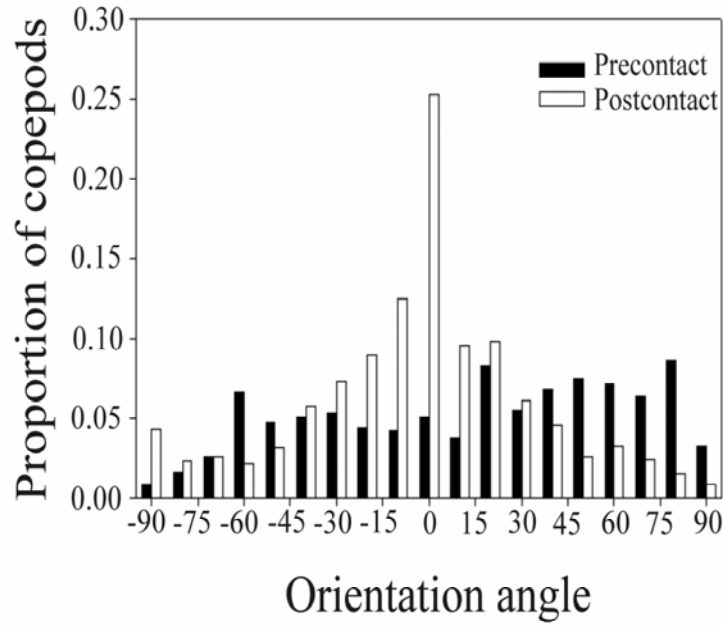 Proportion of copepods
0.30
0.25
0.20
0.15
0.10
0.05
0.00
Precontact
Postcontact
-90 -75 -60 -45 -30 -15 0 15 30 45 60 75 90
Orientation angle